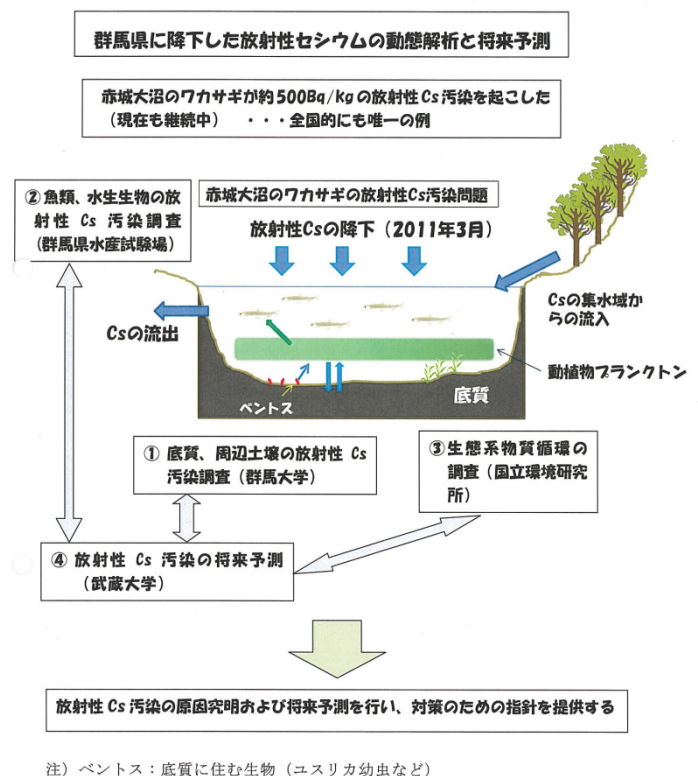 群馬県に降下した放射性セシウムの動態解析と将来予測
赤城大沼のワカサギが約500Bq/Kgの放射性Cs汚染を起こした
（現在も継続中）　・・・全国的にも唯一の例
② 魚類、水生生物の放
射性 Cs 汚染調査
(群馬県水産試験場)
赤城大沼のワカサギの放射性Cs汚染問題
放射性Csの降下（2011年3月）
Csの集水域か
らの流入
Csの流出
動植物プランクトン
ベントス
底質
① 底質、周辺土壌の放射性 Cs
汚染調査（群馬大学）
③ 生態系物質循環の
調査（国立環境研究
所）
④ 放射性 Cs 汚染の将来予測
（武蔵大学）
放射性 Cs 汚染の原因究明および将来予測を行い、対策のための指針を提供する
注）ベントス：底質に住む生物（ユスリカ幼虫など）